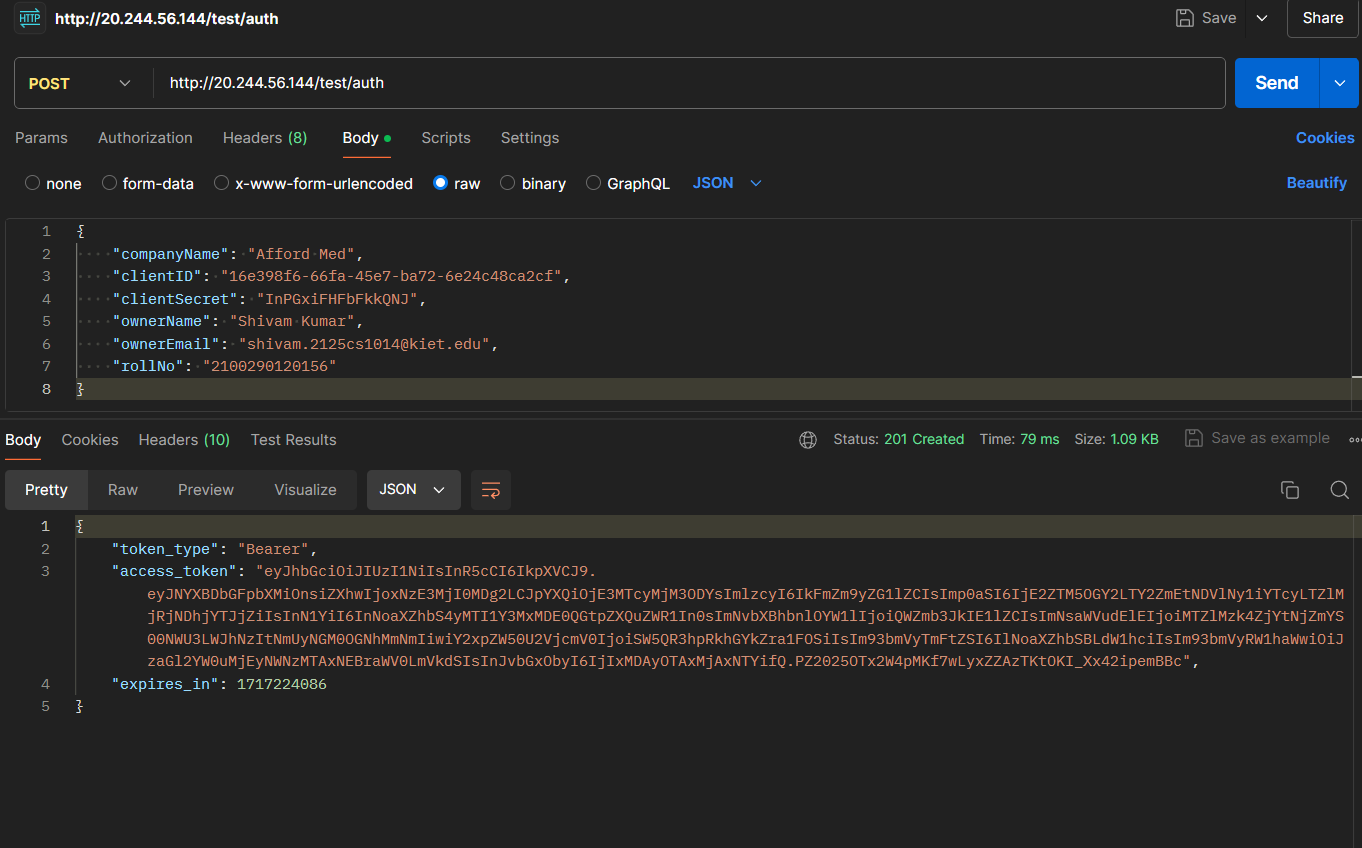 HTTP http://20.244.56.144/test/auth Save Share
POST http://20.244.56.144/test/auth Send
Params Authorization Headers (8) Body Scripts Settings Cookies
none form-data x-www-form-urlencoded raw binary GraphQL JSON Beautify
1 {
2 "companyName": "Afford Med",
3 "clientID": "16e398f6-66fa-45e7-ba72-6e24c48ca2cf",
4 "clientSecret": "InPGxiFHFbFkkQNJ",
5 "ownerName": "Shivam Kumar",
6 "ownerEmail": "shivam.2125cs1014@kiet.edu",
7 "rollNo": "2100290120156"
8 }
Body Cookies Headers (10) Test Results Status: 201 Created Time: 79 ms Size: 1.09 KB Save as example
Pretty Raw Preview Visualize JSON
1 {
2 "token_type": "Bearer",
3 "access_token": "eyJhbGciOiJIUzI1NiIsInR5cCI6IkpXVCJ9.
eyJNYXBDbGFpbXMiOnsiZXhwIjoxNzE3MjI0MDg2LCJpYXQiOjE3MTcyMjM3ODYsImlzcyI6IkFmZm9yZG1lZCIsImp0aSI6IjE2ZTM5OGY2LTY2ZmEtNDVlNy1iYTcyLTZlM
jRjNDhjYTJjZiIsInN1YiI6InNoaXZhbS4yMTI1Y3MxMDE0QGtpZXQuZWR1In0sImNvbXBhbnlOYW1lIjoiQWZmb3JkIE1lZCIsImNsaWVudElEIjoiMTZlMzk4ZjYtNjZmYS
00NWU3LWJhNzItNmUyNGM0OGNhMmNmIiwiY2xpZW50U2VjcmV0IjoiSW5QR3hpRkhGYkZra1FOSiIsIm93bmVyTmFtZSI6IlNoaXZhbSBLdW1hciIsIm93bmVyRW1haWwiOiJ
zaGl2YW0uMjEyNWNzMTAxNEBraWV0LmVkdSIsInJvbGxObyI6IjIxMDAyOTAxMjAxNTYifQ.PZ2025OTx2W4pMKf7wLyxZZAzTKtOKI_Xx42ipemBBc",
4 "expires_in": 1717224086
5 }